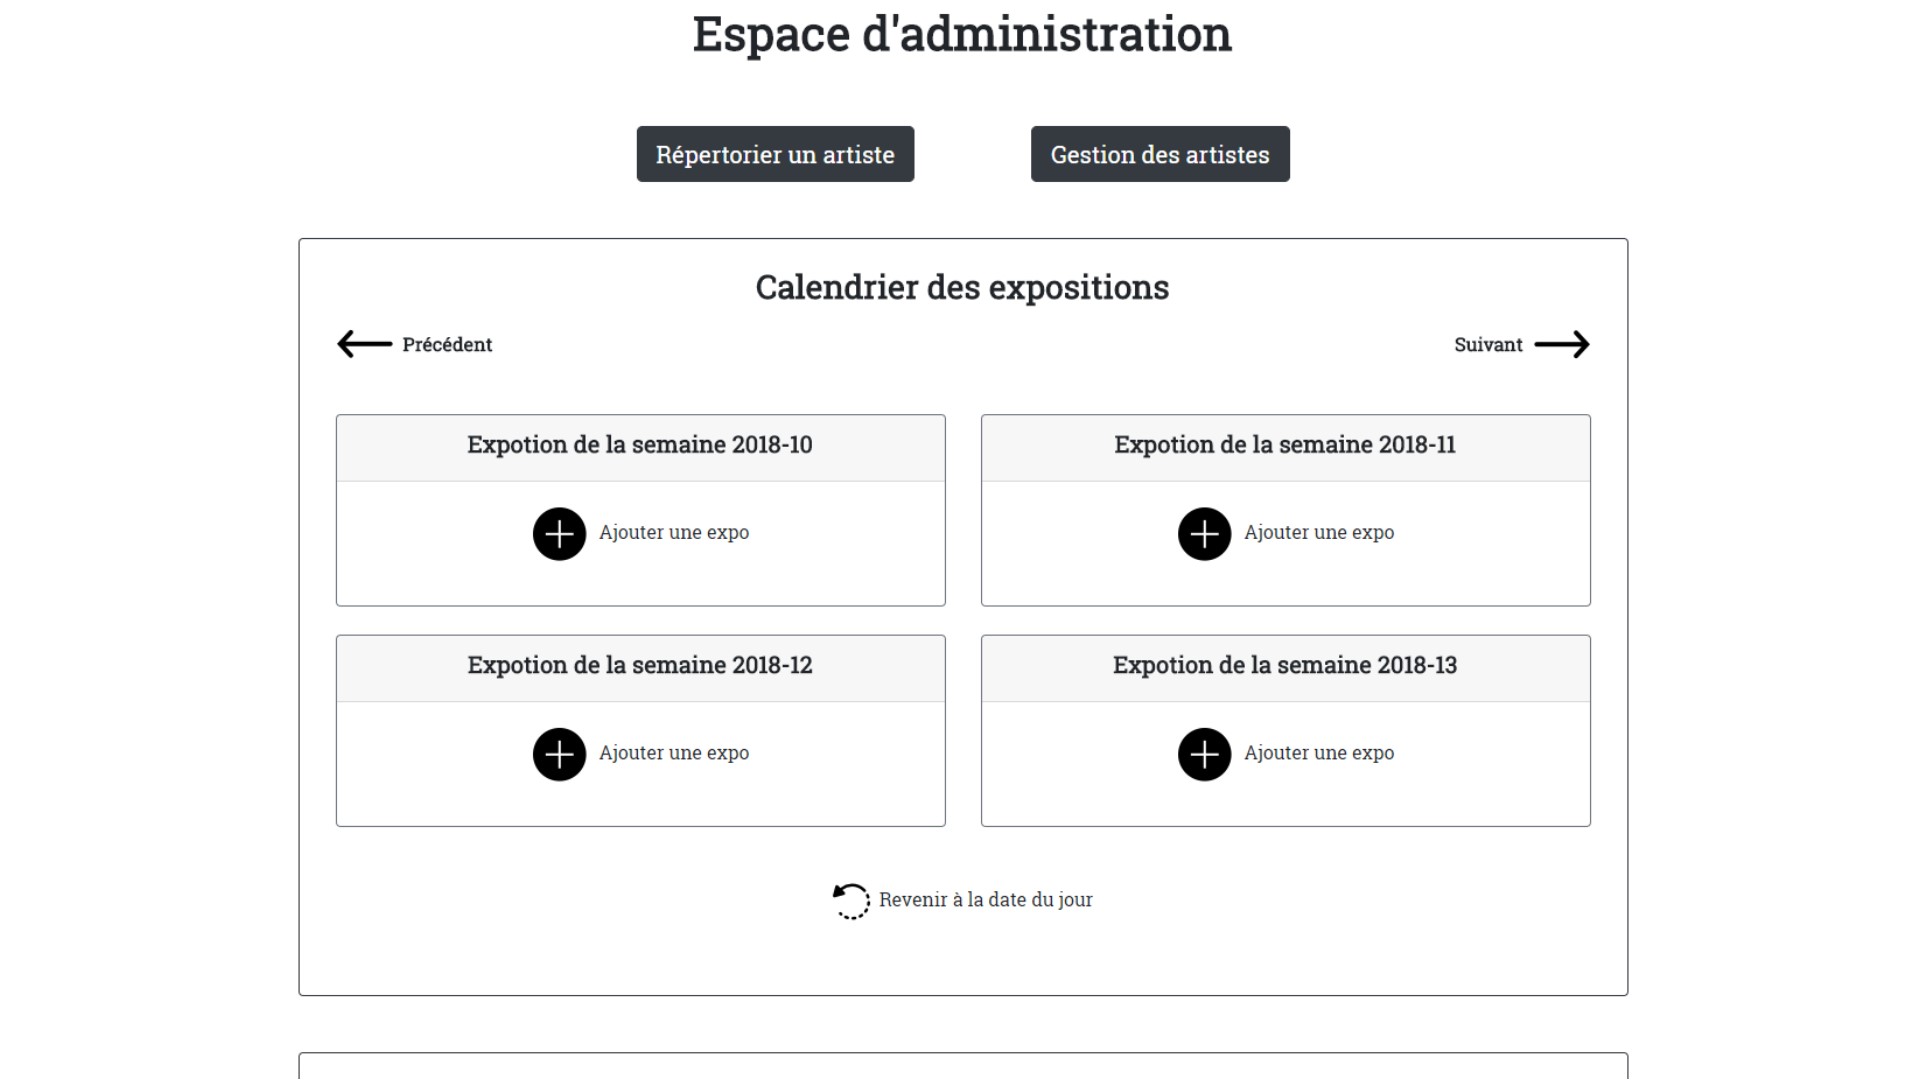 Espace d'administration
Répertorier un artiste
Gestion des artistes
Calendrier des expositions
Précédent
Suivant
Expotion de la semaine 2018-10
Expotion de la semaine 2018-11
Ajouter une expo
Ajouter une expo
Expotion de la semaine 2018-12
Expotion de la semaine 2018-13
Ajouter une expo
Ajouter une expo
Revenir à la date du jour